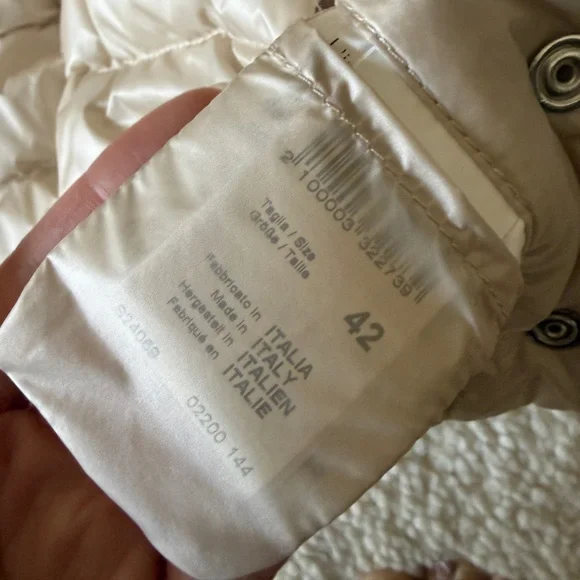 2 100003 322739
Taglia / Size
Größe / Taille
42
Fabbricato in ITALIA
Made in ITALY
Hergestellt in ITALIEN
Fabriqué en ITALIE
02200 144